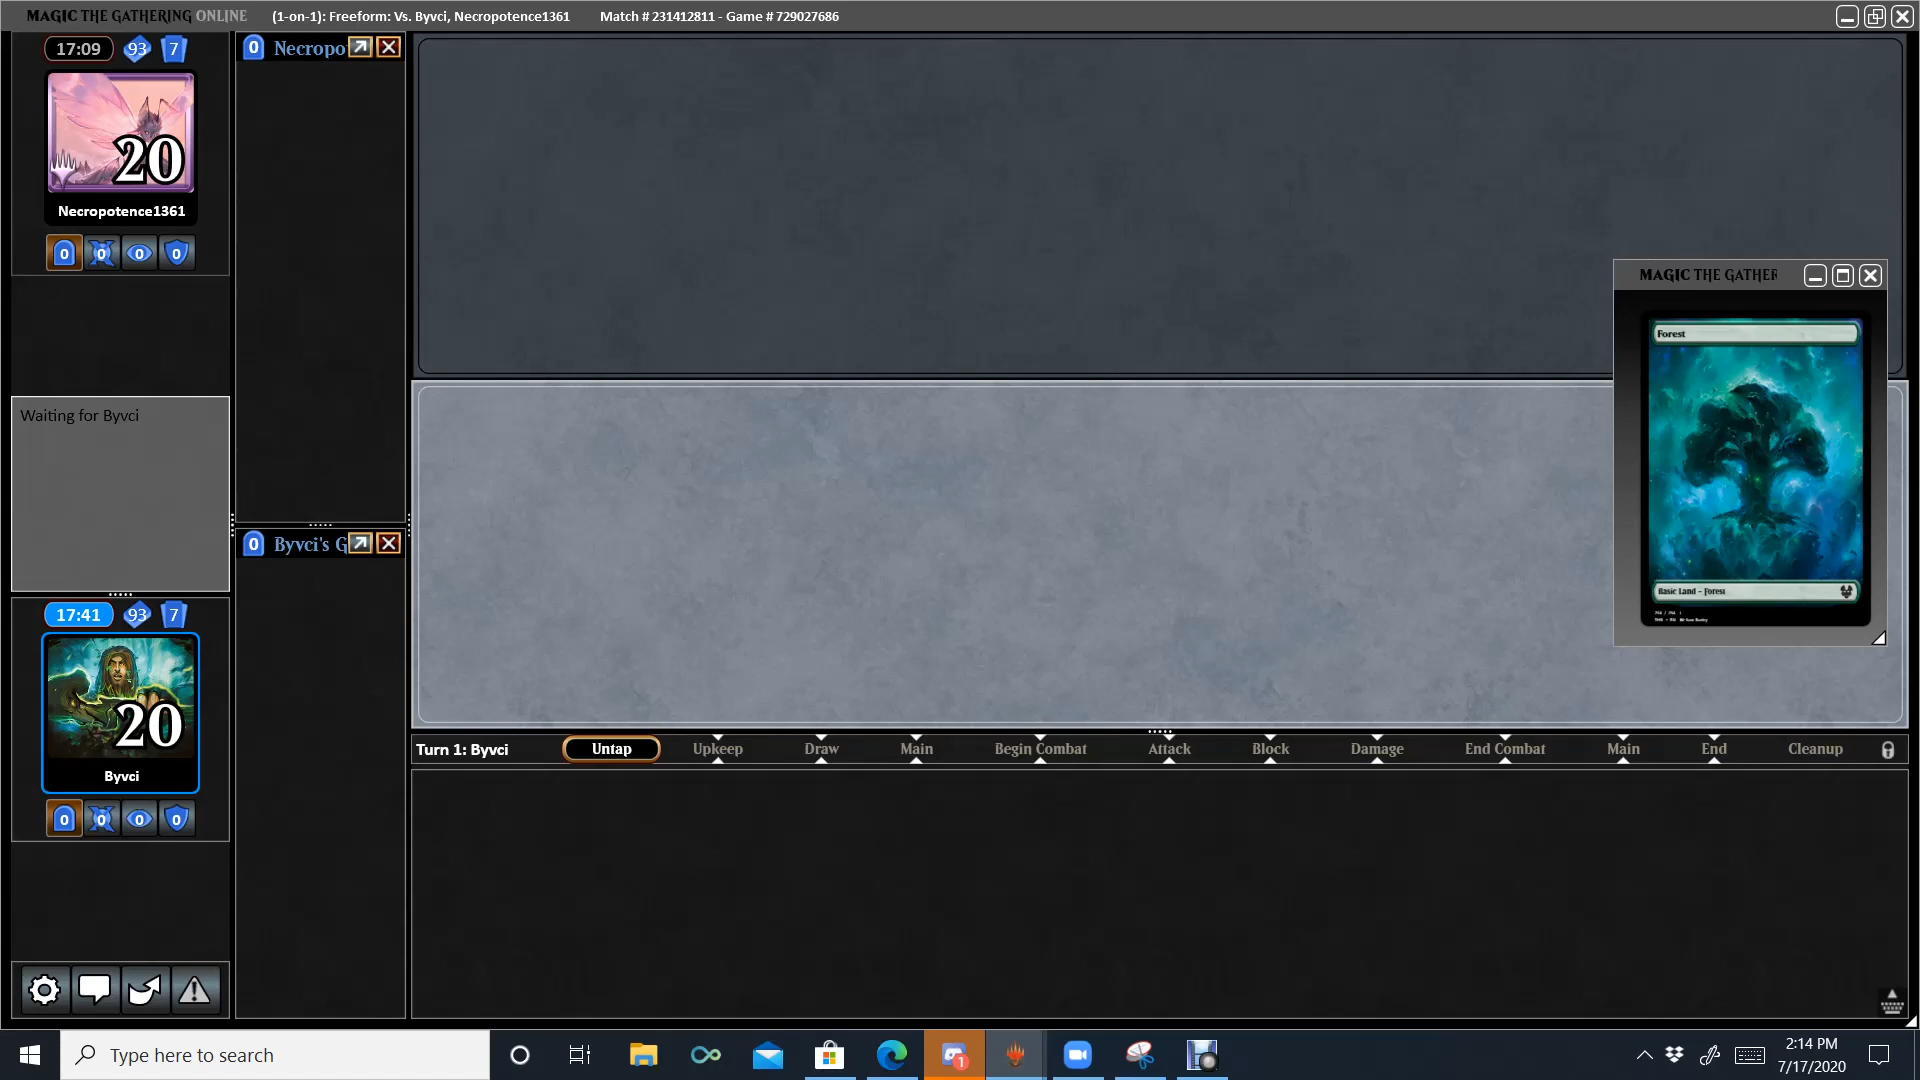 MAGIC THE GATHERING ONLINE
(1-on-1): Freeform: Vs. Byvci, Necropotence1361
Match # 231412811 - Game # 729027686
17:09
93
7
20
Necropotence1361
0
0
0
0
0
Necropo
MAGIC THE GATHER
Forest
Basic Land – Forest
Waiting for Byvci
17:41
93
7
20
Byvci
0
0
0
0
0
Byvci's G
Turn 1: Byvci
Untap
Upkeep
Draw
Main
Begin Combat
Attack
Block
Damage
End Combat
Main
End
Cleanup
Type here to search
1
2:14 PM
7/17/2020